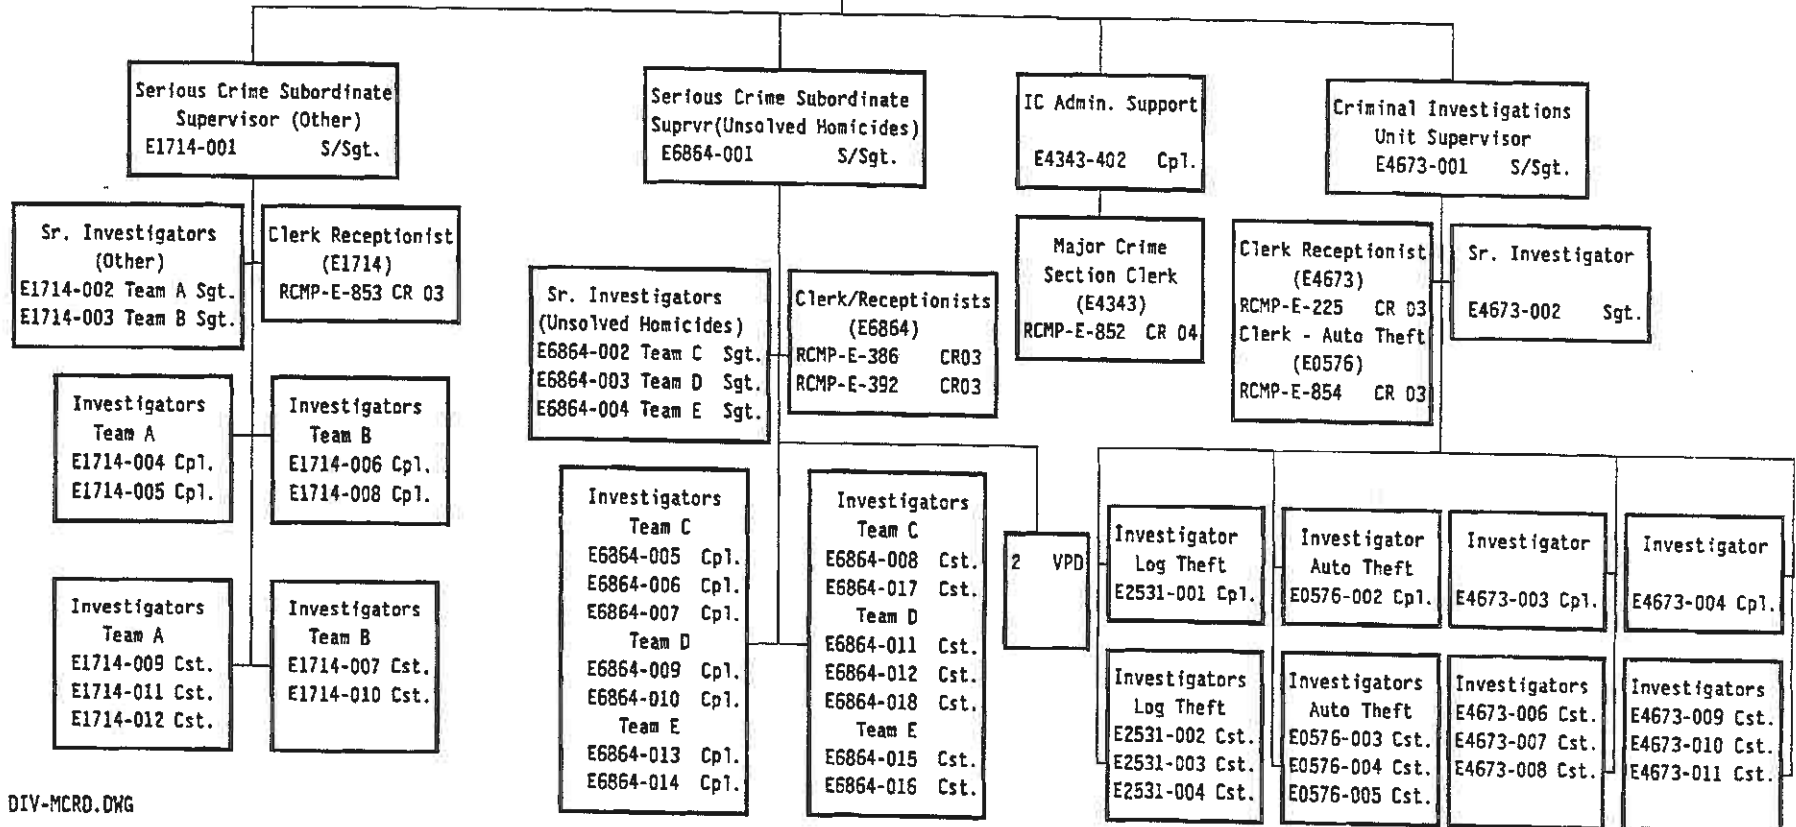 Serious Crime Subordinate
Supervisor (Other)
E1714-001 S/Sgt.
Serious Crime Subordinate
Suprvr(Unsolved Homicides)
E6864-001 S/Sgt.
IC Admin. Support
E4343-402 Cpl.
Criminal Investigations
Unit Supervisor
E4673-001 S/Sgt.
Sr. Investigators
(Other)
E1714-002 Team A Sgt.
E1714-003 Team B Sgt.
Clerk Receptionist
(E1714)
RCMP-E-853 CR 03
Sr. Investigators
(Unsolved Homicides)
E6864-002 Team C Sgt.
E6864-003 Team D Sgt.
E6864-004 Team E Sgt.
Clerk/Receptionists
(E6864)
RCMP-E-386 CR03
RCMP-E-392 CR03
Major Crime
Section Clerk
(E4343)
RCMP-E-852 CR 04
Clerk Receptionist
(E4673)
RCMP-E-225 CR 03
Clerk - Auto Theft
(E0576)
RCMP-E-854 CR 03
Sr. Investigator
E4673-002 Sgt.
Investigators
Team A
E1714-004 Cpl.
E1714-005 Cpl.
Investigators
Team B
E1714-006 Cpl.
E1714-008 Cpl.
Investigators
Team A
E1714-009 Cst.
E1714-011 Cst.
E1714-012 Cst.
Investigators
Team B
E1714-007 Cst.
E1714-010 Cst.
Investigators
Team C
E6864-005 Cpl.
E6864-006 Cpl.
E6864-007 Cpl.
Team D
E6864-009 Cpl.
E6864-010 Cpl.
Team E
E6864-013 Cpl.
E6864-014 Cpl.
Investigators
Team C
E6864-008 Cst.
E6864-017 Cst.
Team D
E6864-011 Cst.
E6864-012 Cst.
E6864-018 Cst.
Team E
E6864-015 Cst.
E6864-016 Cst.
2 VPD
Investigator
Log Theft
E2531-001 Cpl.
Investigator
Auto Theft
E0576-002 Cpl.
Investigator
E4673-003 Cpl.
Investigator
E4673-004 Cpl.
Investigators
Log Theft
E2531-002 Cst.
E2531-003 Cst.
E2531-004 Cst.
Investigators
Auto Theft
E0576-003 Cst.
E0576-004 Cst.
E0576-005 Cst.
Investigators
E4673-006 Cst.
E4673-007 Cst.
E4673-008 Cst.
Investigators
E4673-009 Cst.
E4673-010 Cst.
E4673-011 Cst.
DIV-MCRD.DWG